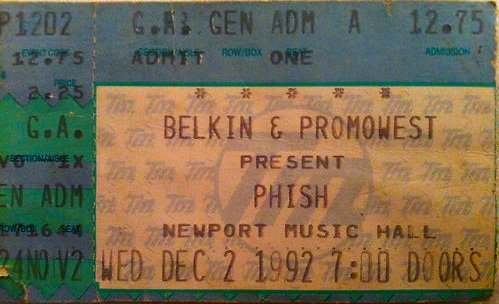 P1202 G.A. GEN ADM A 12.75
EVENT CODE SECTION/AISLE ROW/BOX SEAT ADMISSION
12.75 ADMIT ONE
PRICE
2.25 * * * * *
G.A. BELKIN & PROMOWEST
SECTION/AISLE
1X PRESENT
EN ADM PHISH
ROW/BOX SEAT NEWPORT MUSIC HALL
24NOV2 WED DEC 2 1992 7:00 DOORS